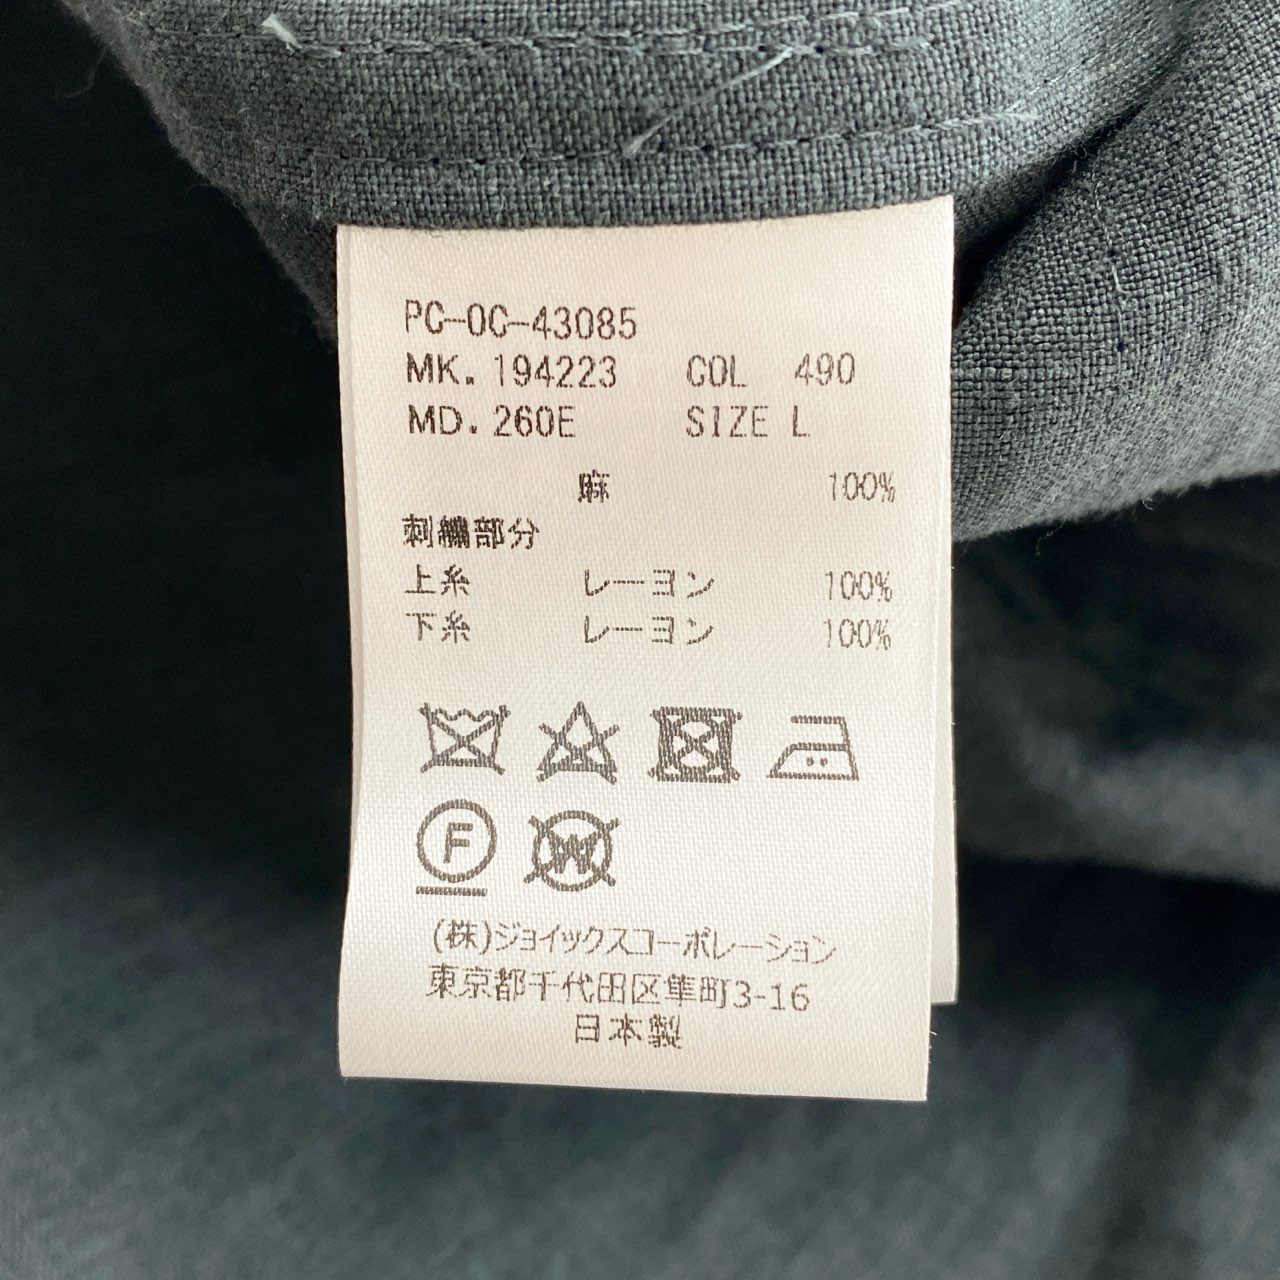 PC-OC-43085
MK. 194223 COL 490
MD. 260E SIZE L
麻 100%
刺繍部分
上糸 レーヨン 100%
下糸 レーヨン 100%
F
W
(株)ジョイックスコーポレーション
東京都千代田区隼町3-16
日本製